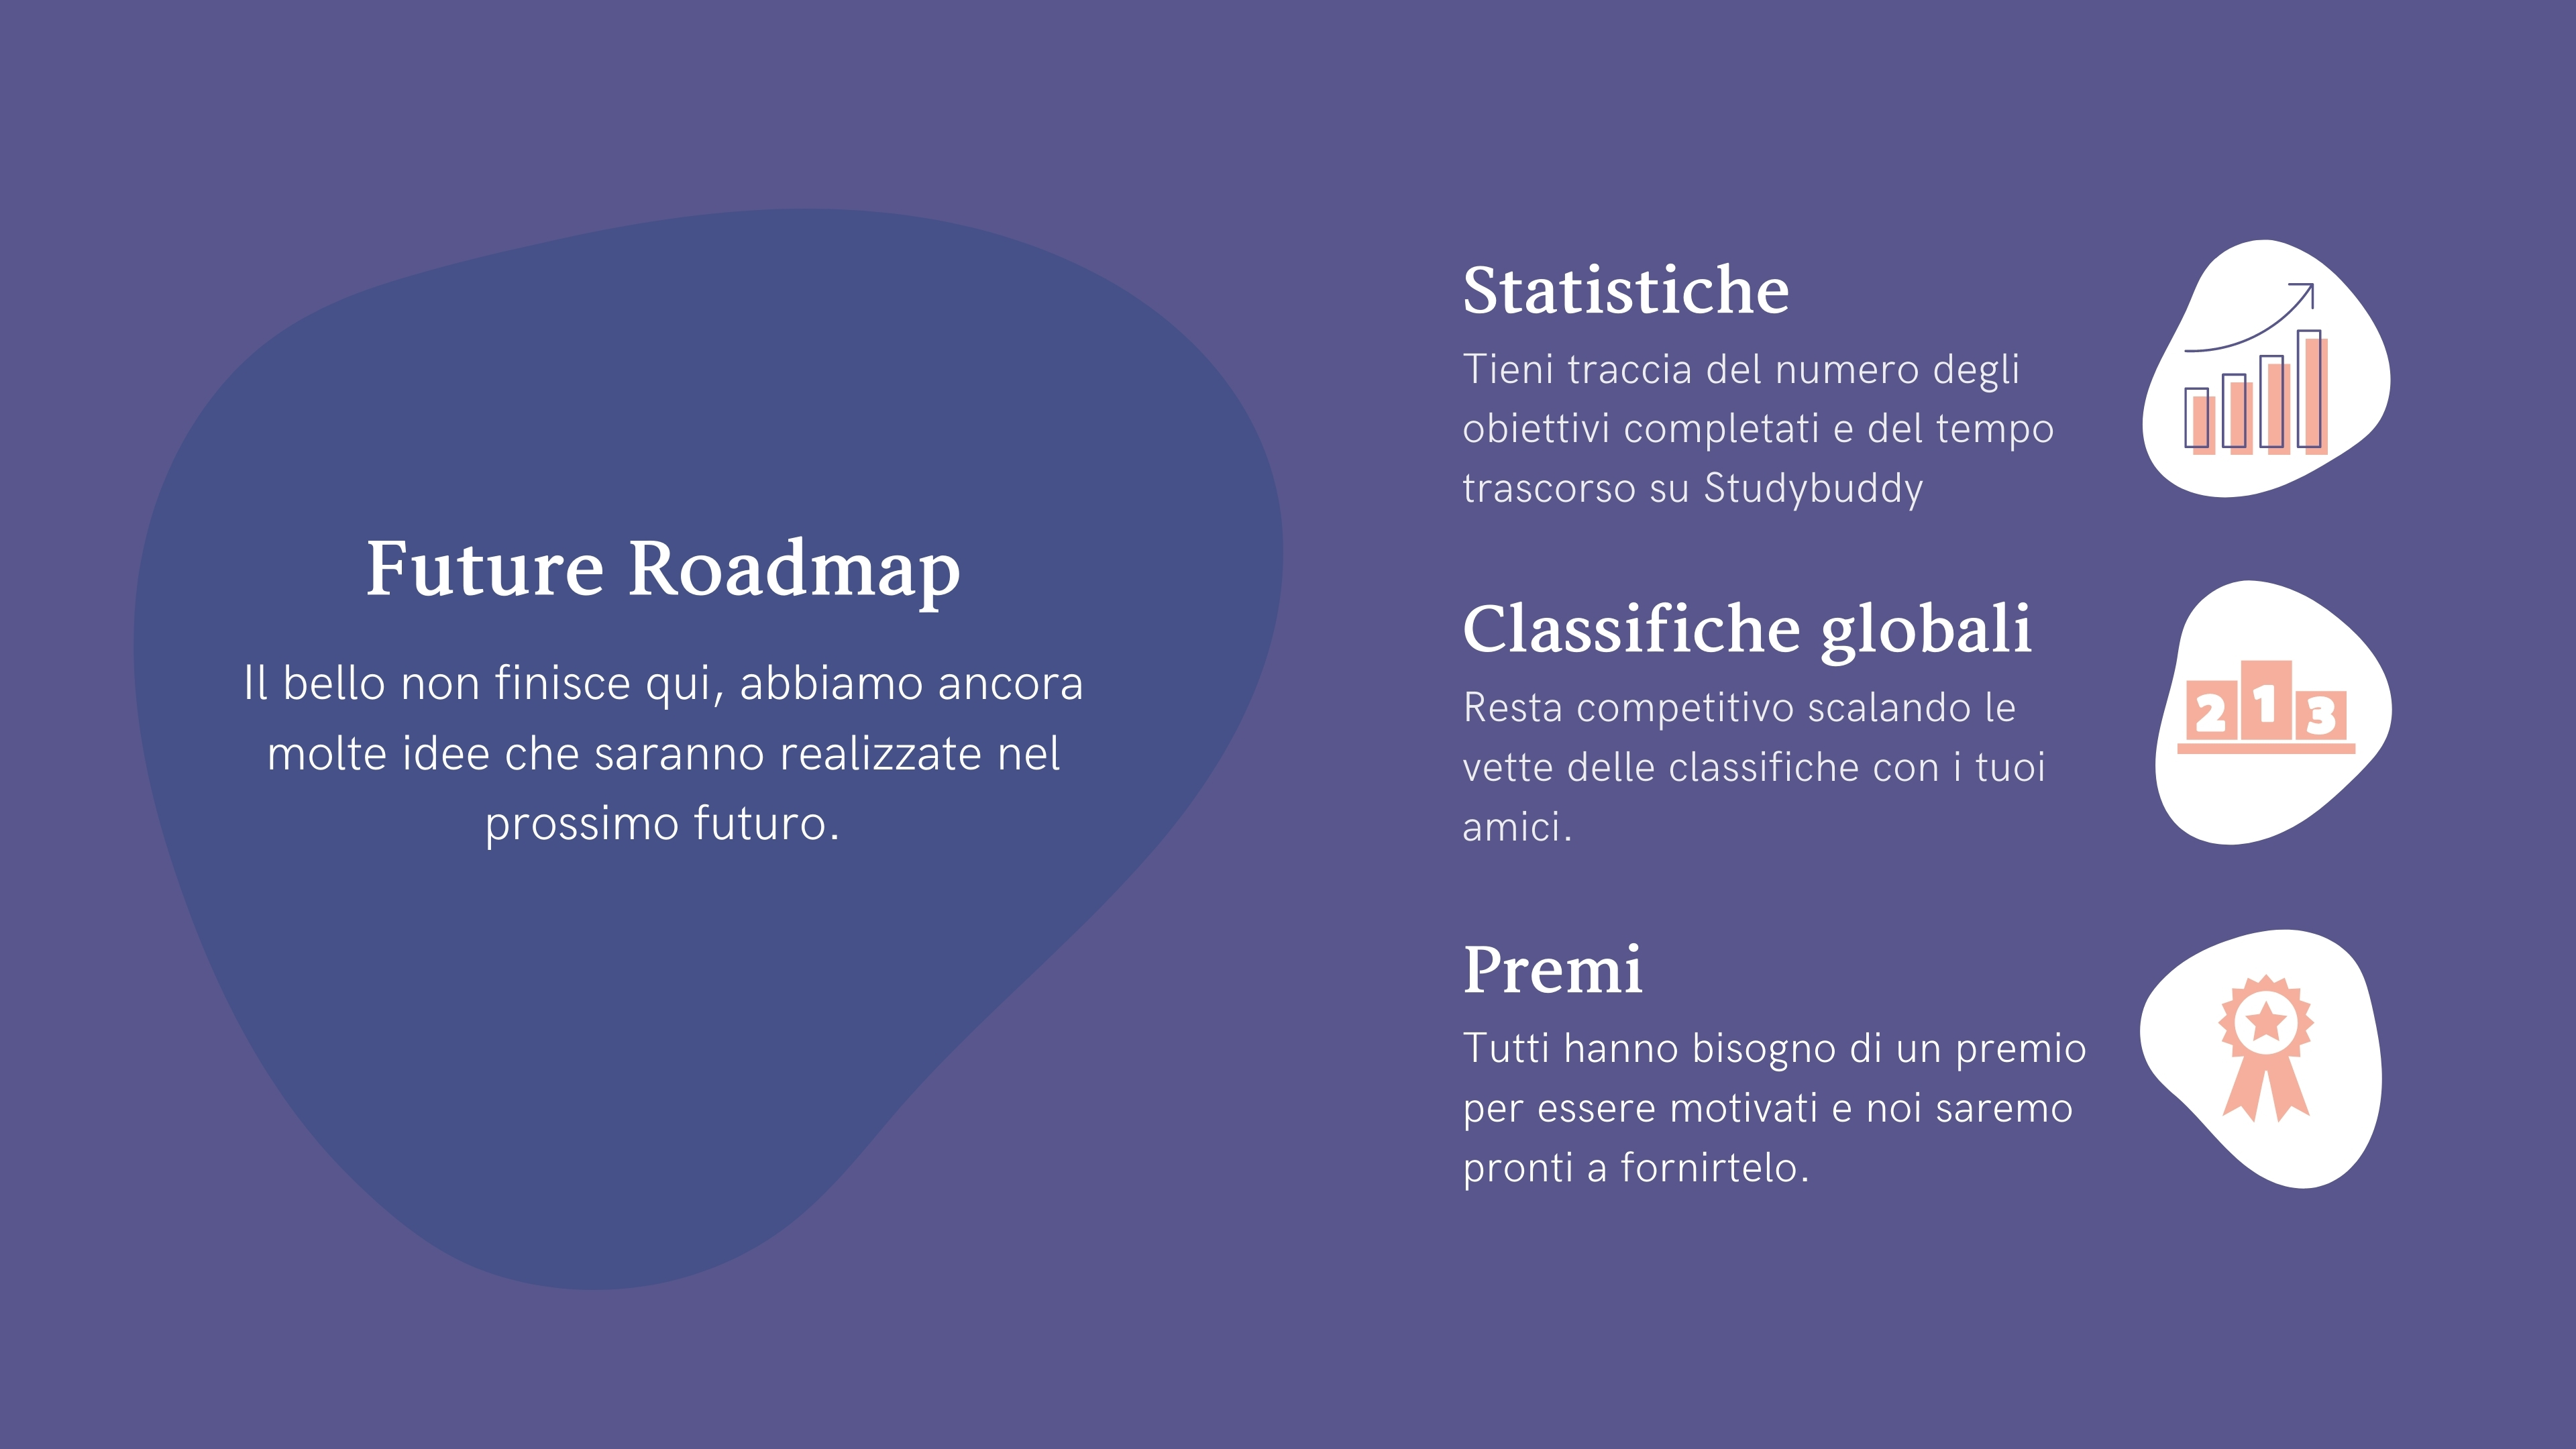 Future Roadmap
Il bello non finisce qui, abbiamo ancora
molte idee che saranno realizzate nel
prossimo futuro.
Statistiche
Tieni traccia del numero degli
obiettivi completati e del tempo
trascorso su Studybuddy
Classifiche globali
Resta competitivo scalando le
vette delle classifiche con i tuoi
amici.
2 1 3
Premi
Tutti hanno bisogno di un premio
per essere motivati e noi saremo
pronti a fornirtelo.